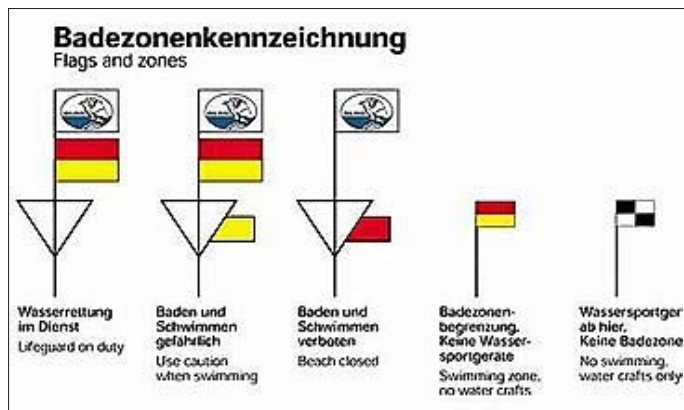 Badezonenkennzeichnung
Flags and zones
Wasserrettung
im Dienst
Lifeguard on duty
Baden und
Schwimmen
gefährlich
Use caution
when swimming
Baden und
Schwimmen
verboten
Beach closed
Badezonen-
begrenzung.
Keine Wasser-
sportgeräte
Swimming zone,
no water crafts
Wassersportger
ab hier.
Keine Badezone
No swimming,
water crafts only